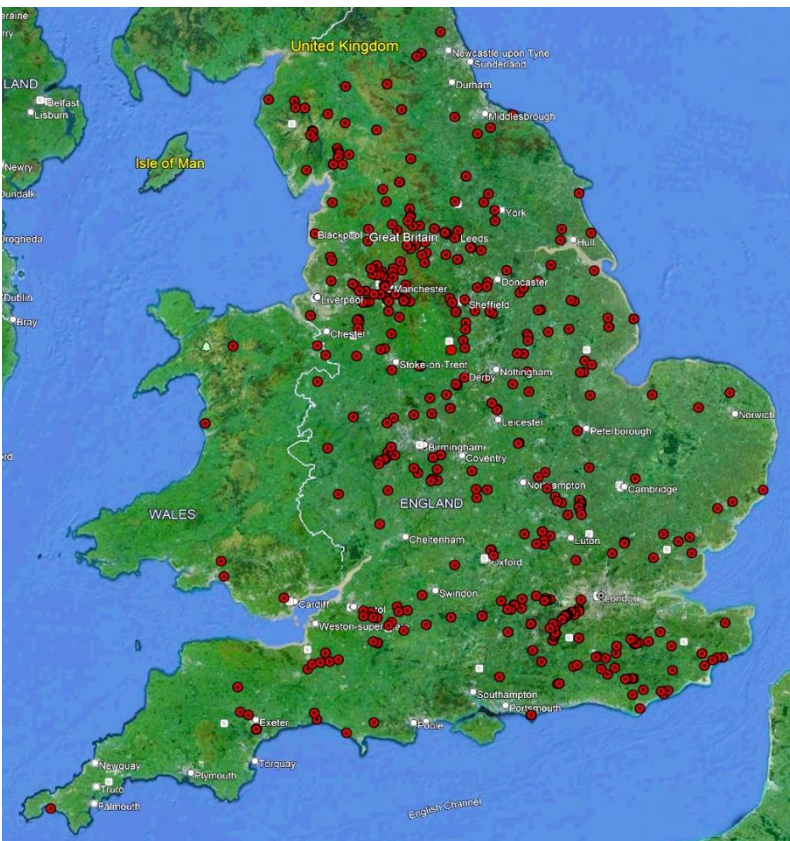 eraine
United Kingdom
Newcastle upon Tyne
rry
Sunderland
LAND
Durham
Belfast
Lisburn
Middlesbrough
Isle of Man
Newry
Dundalk
York
Drogheda
Blackpool
Great Britain
Leeds
Hull
Manchester
Doncaster
Dublin
Liverpool
Sheffield
Bray
Chester
Stoke-on-Trent
Nottingham
Derby
Norwich
Leicester
Peterborough
Birmingham
ord
Coventry
Northampton
Cambridge
ENGLAND
WALES
Cheltenham
Luton
Oxford
Swindon
London
Cardiff
Weston-super
Southampton
Portsmouth
Exeter
Poole
Newquay
Torquay
Plymouth
Truro
Falmouth
English Channel